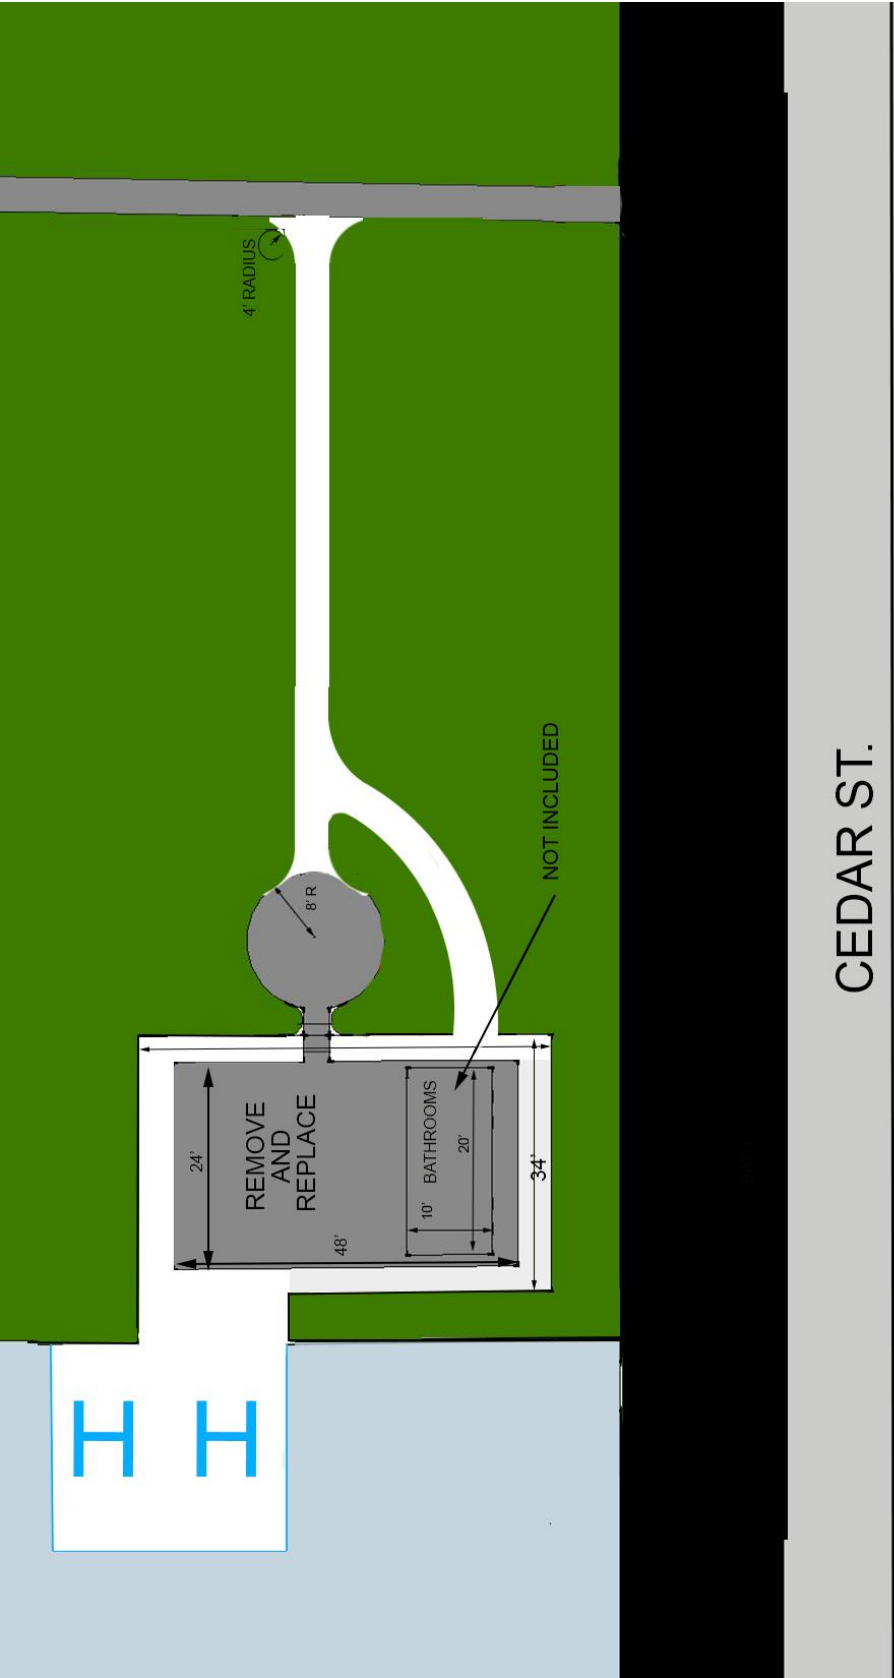 4' RADIUS
CEDAR ST.
NOT INCLUDED
8' R
24'
REMOVE
AND
REPLACE
48'
BATHROOMS
10'
20'
34'
H H